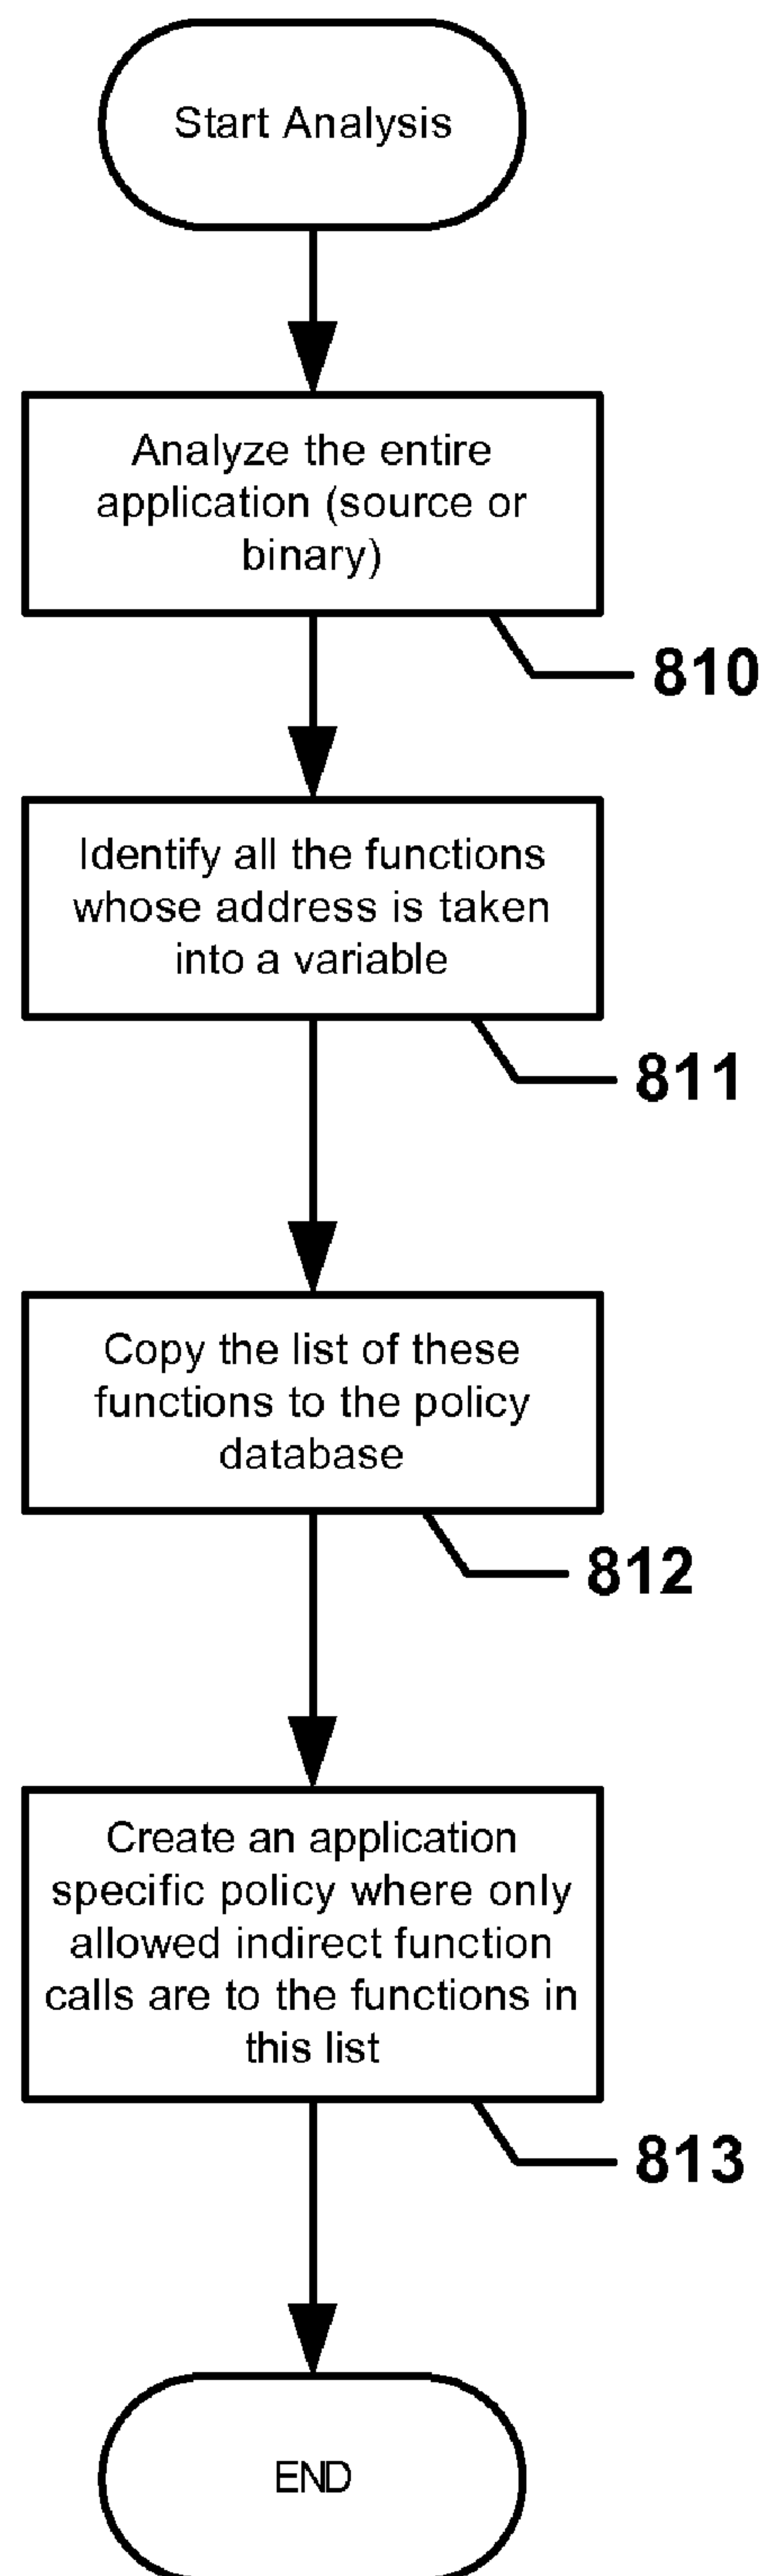 Start Analysis
Analyze the entire
application (source or
binary)
810
Identify all the functions
whose address is taken
into a variable
811
Copy the list of these
functions to the policy
database
812
Create an application
specific policy where only
allowed indirect function
calls are to the functions in
this list
813
END